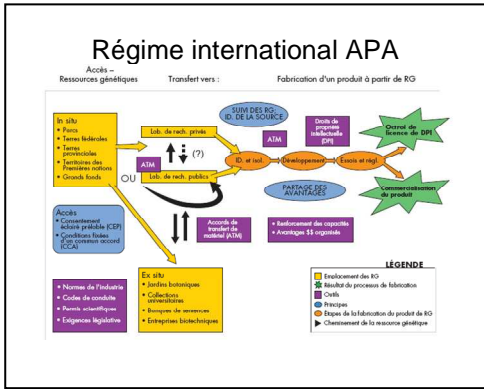 Régime international APA
Accès –
Ressources génétiques
Transfert vers :
Fabrication d'un produit à partir de RG
In situ
• Parcs
• Terres fédérales
• Terres
provinciales
• Territoires des
Premières nations
• Grands fonds
OU
Lab. de rech. privés
(?)
ATM
Lab. de rech. publics
SUIVI DES RG;
ID. DE LA SOURCE
ATM
Droits de
propriété
intellectuelle
(DPI)
ID. et isol.
Développement
Essais et régl.
Octroi de
licence de DPI
Commercialisation
du produit
PARTAGE DES
AVANTAGES
Accès
• Consentement
éclairé préalable (CEP)
• Conditions fixées
d'un commun accord
(CCA)
Accords de
transfert de
matériel (ATM)
• Renforcement des capacités
• Avantages $$ organisés
• Normes de l'industrie
• Codes de conduite
• Permis scientifiques
• Exigences législative
Ex situ
• Jardins botaniques
• Collections
universitaires
• Banques de semences
• Entreprises biotechniques
LÉGENDE
Emplacement des RG
Résultat du processus de fabrication
Outils
Principes
Étapes de la fabrication du produit de RG
Cheminement de la ressource génétique